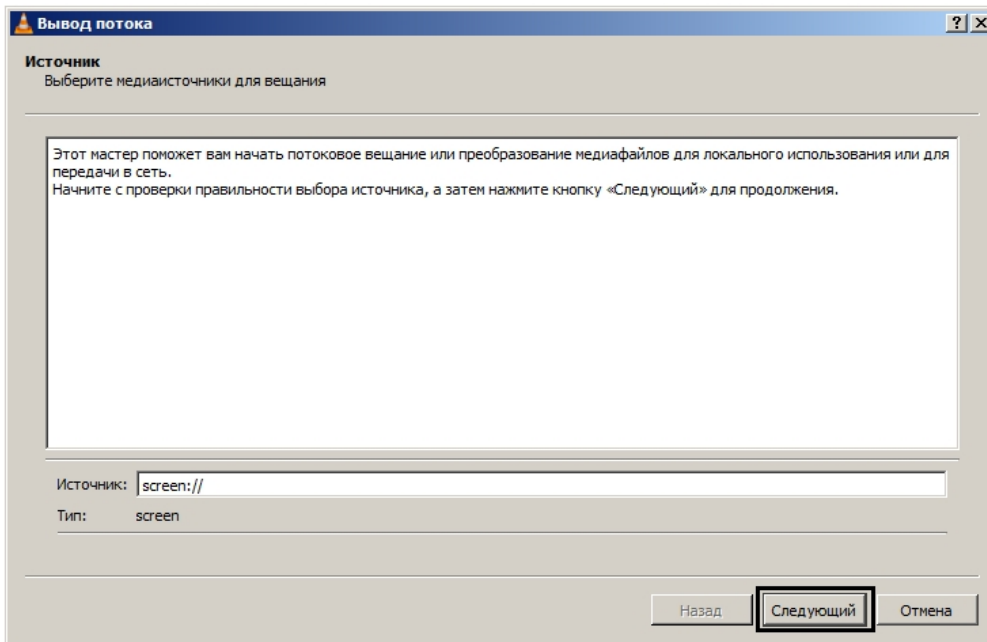 Вывод потока
Источник
Выберите медиаисточники для вещания
Этот мастер поможет вам начать потоковое вещание или преобразование медиафайлов для локального использования или для
передачи в сеть.
Начните с проверки правильности выбора источника, а затем нажмите кнопку «Следующий» для продолжения.
Источник: screen://
Тип: screen
Назад Следующий Отмена